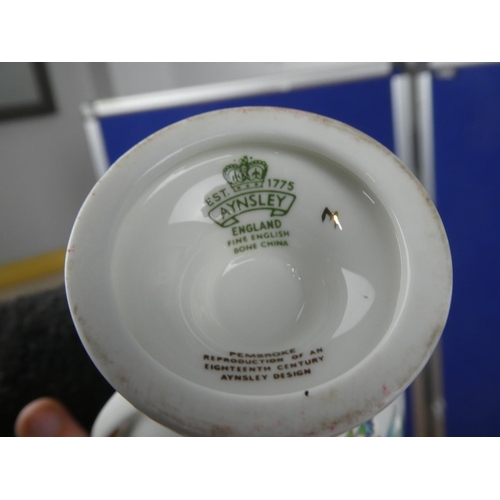 EST. 1775
AYNSLEY
ENGLAND
FINE ENGLISH
BONE CHINA
PEMBROKE
REPRODUCTION OF AN
EIGHTEENTH CENTURY
AYNSLEY DESIGN